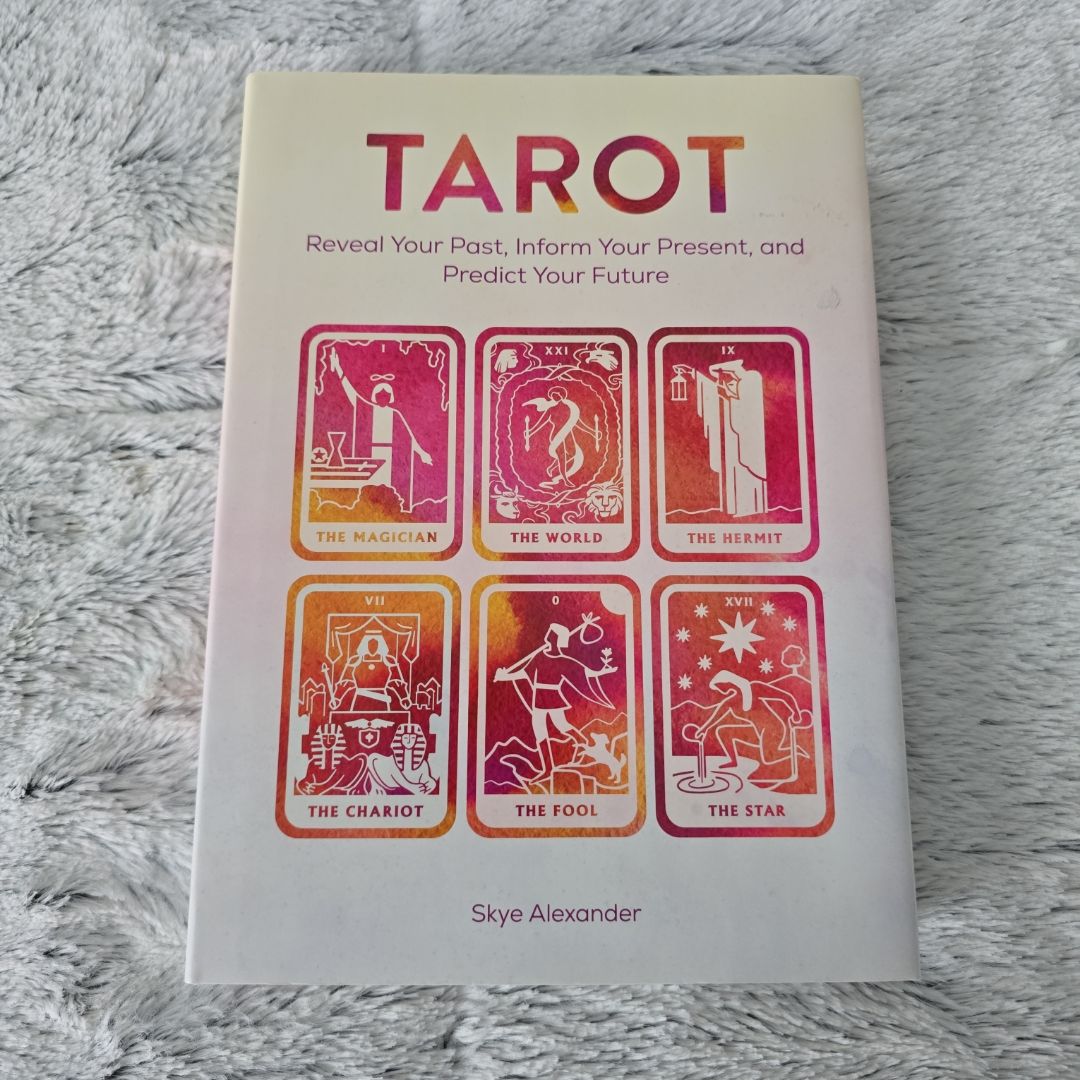 TAROT
Reveal Your Past, Inform Your Present, and
Predict Your Future
I
XXI
IX
THE MAGICIAN
THE WORLD
THE HERMIT
VII
0
XVII
THE CHARIOT
THE FOOL
THE STAR
Skye Alexander